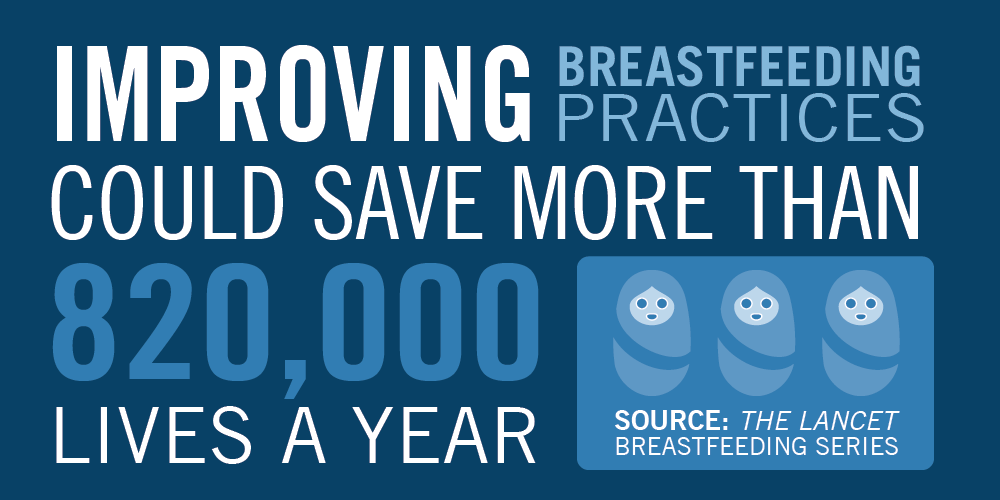 IMPROVING BREASTFEEDING
PRACTICES
COULD SAVE MORE THAN
820,000
LIVES A YEAR
SOURCE: THE LANCET
BREASTFEEDING SERIES